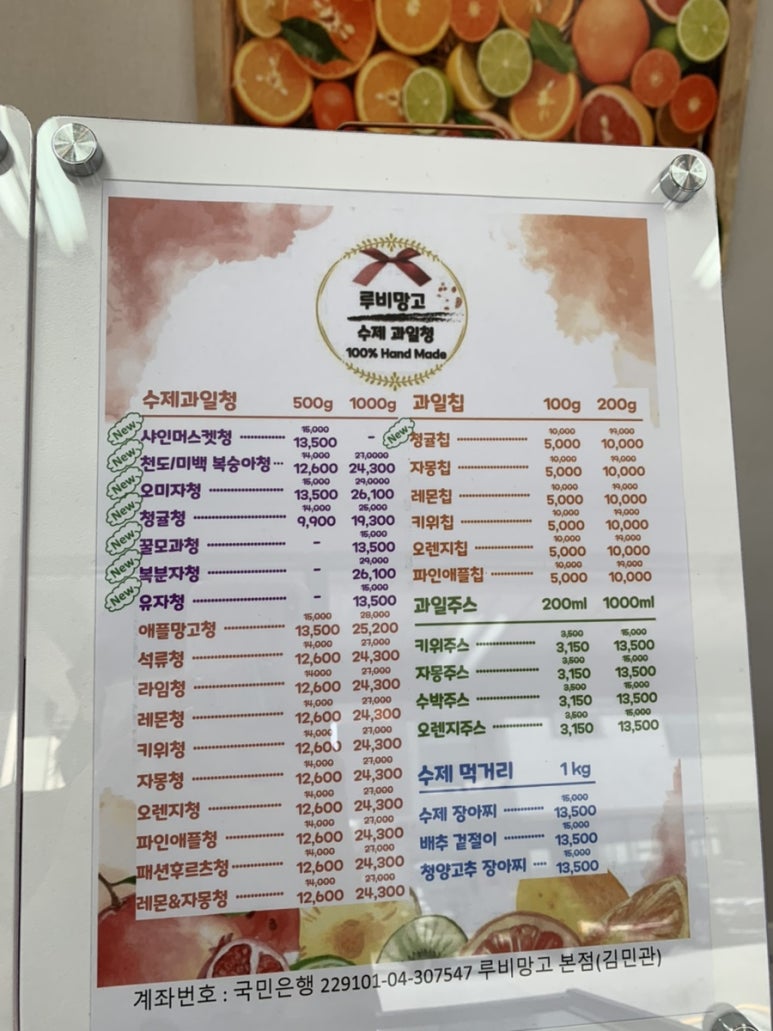 루비망고
수제 과일청
100% Hand Made
수제과일청 500g 1000g
New 샤인머스켓청 15,000 13,500 -
New 천도/미백 복숭아청 14,000 12,600 27,0000 24,300
New 오미자청 15,000 13,500 29,0000 26,100
New 청귤청 14,000 9,900 25,000 19,300
New 꿀모과청 - 15,000 13,500
New 복분자청 - 29,000 26,100
New 유자청 - 15,000 13,500
애플망고청 15,000 13,500 28,000 25,200
석류청 14,000 12,600 27,000 24,300
라임청 14000 12,600 27,000 24,300
레몬청 14,000 12,600 27,000 24,300
키위청 14,000 12,600 27,000 24,300
자몽청 14,000 12,600 27,000 24,300
오렌지청 14,000 12,600 27,000 24,300
파인애플청 14,000 12,600 27,000 24,300
패션후르츠청 14,000 12,600 27,000 24,300
레몬&자몽청 14,000 12,600 27,000 24,300
과일칩 100g 200g
New 청귤칩 10,000 5,000 19,000 10,000
자몽칩 10,000 5,000 19,000 10,000
레몬칩 10,000 5,000 19,000 10,000
키위칩 10,000 5,000 19,000 10,000
오렌지칩 10,000 5,000 19,000 10,000
파인애플칩 10,000 5,000 19,000 10,000
과일주스 200ml 1000ml
키위주스 3,500 3,150 15,000 13,500
자몽주스 3,500 3,150 15,000 13,500
수박주스 3,500 3,150 15,000 13,500
오렌지주스 3,500 3,150 15,000 13,500
수제 먹거리 1kg
수제 장아찌 15,000 13,500
배추 겉절이 15,000 13,500
청양고추 장아찌 15,000 13,500
계좌번호 : 국민은행 229101-04-307547 루비망고 본점(김민관)